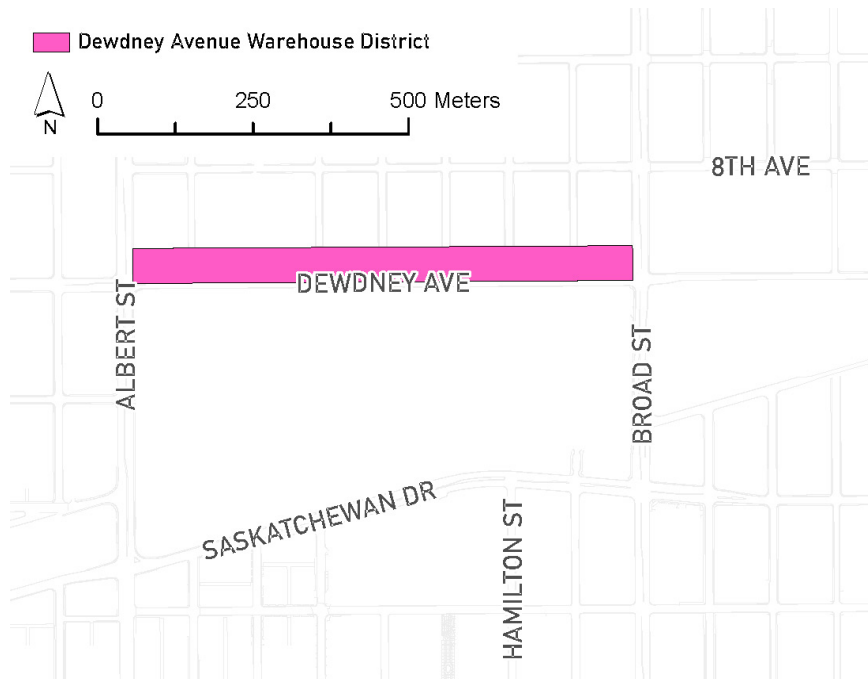 Dewdney Avenue Warehouse District
0 250 500 Meters
N
8TH AVE
DEWDNEY AVE
ALBERT ST
BROAD ST
SASKATCHEWAN DR
HAMILTON ST